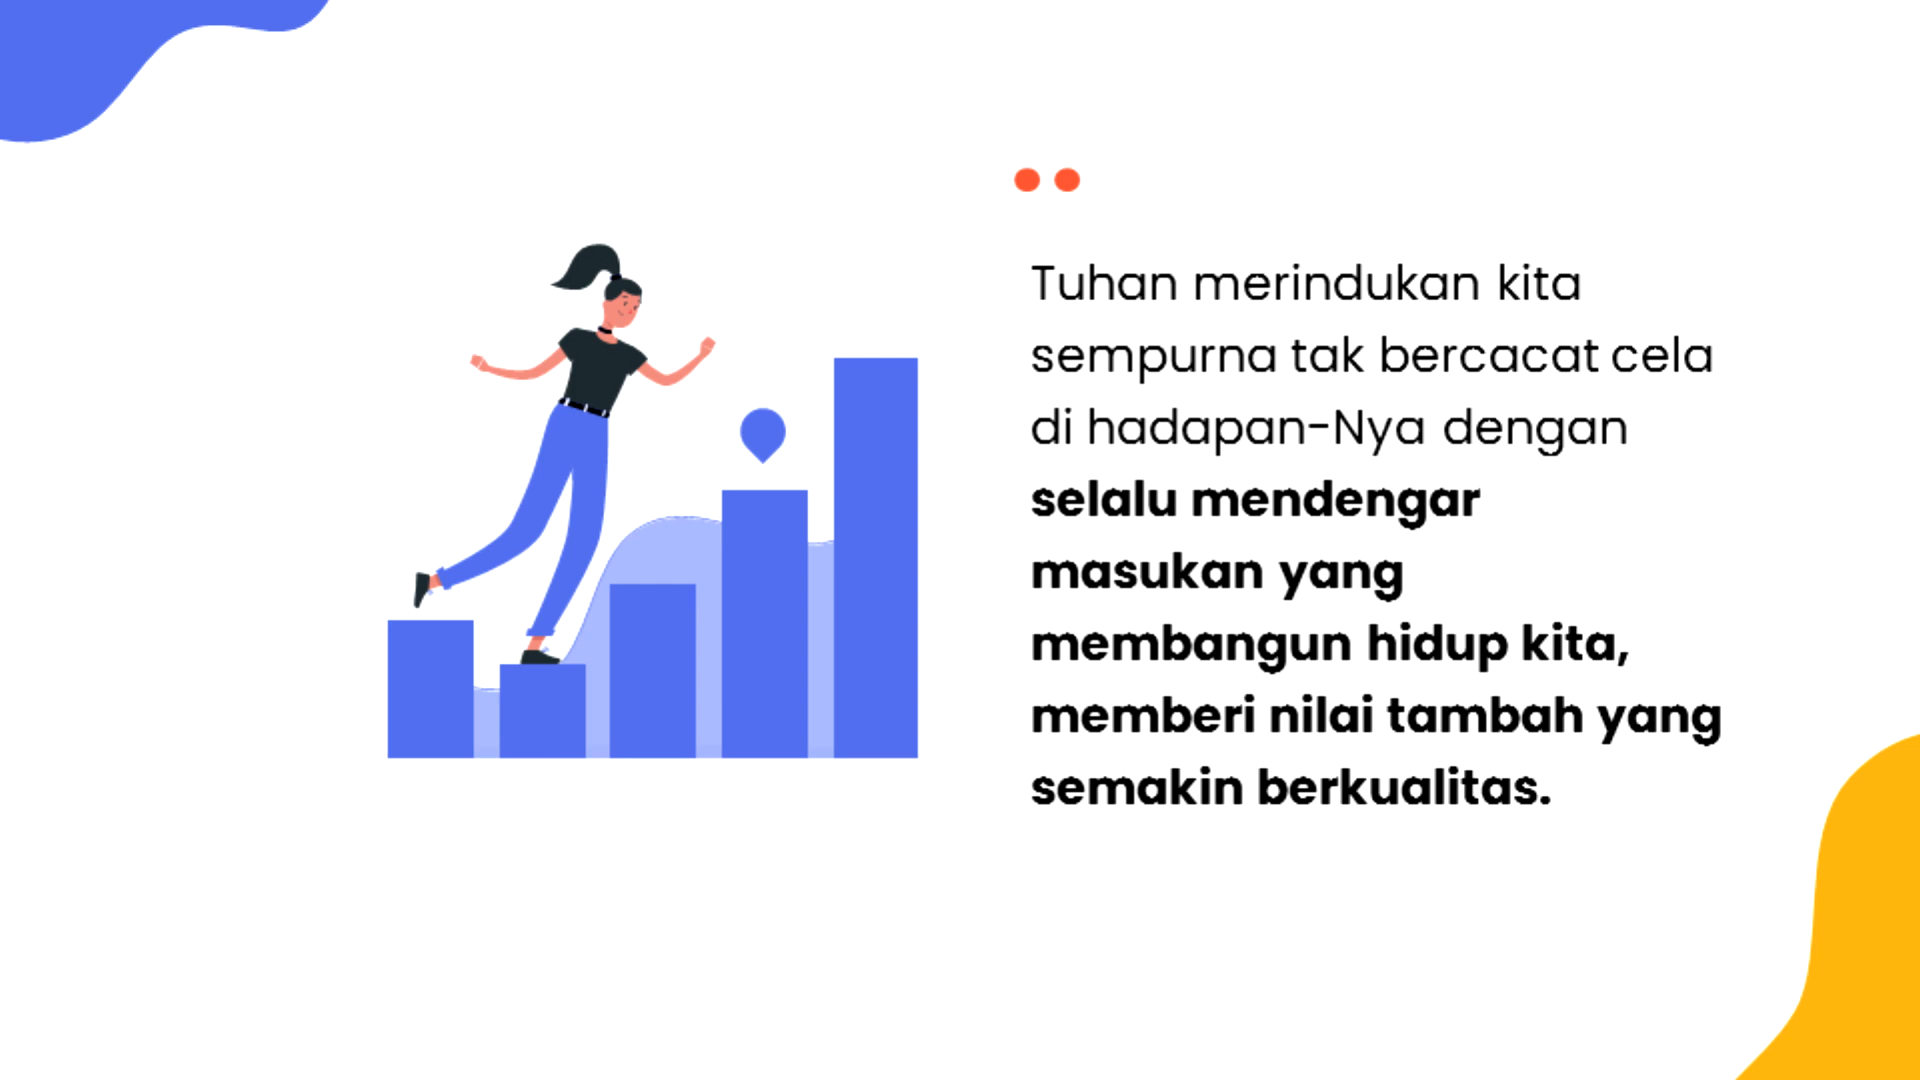 Tuhan merindukan kita
sempurna tak bercacat cela
di hadapan-Nya dengan
selalu mendengar
masukan yang
membangun hidup kita,
memberi nilai tambah yang
semakin berkualitas.